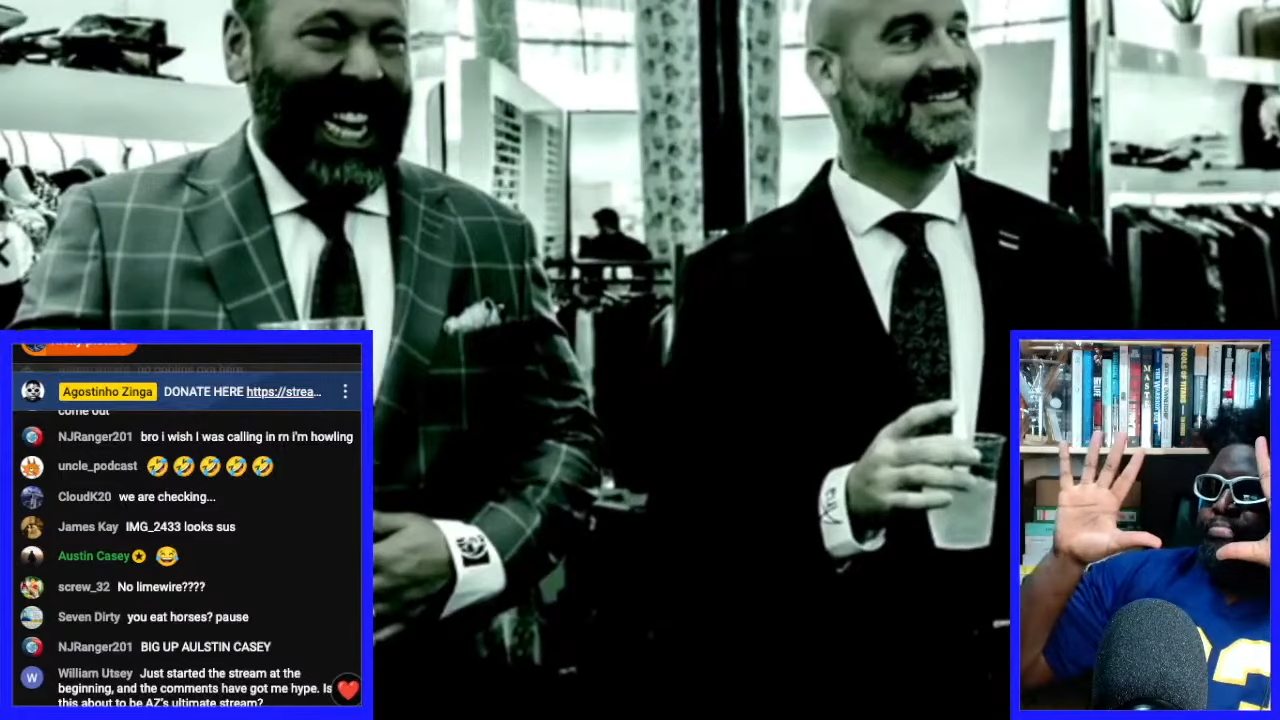 Agostinho Zinga DONATE HERE https://strea...
come out
NJRanger201 bro i wish I was calling in rn i'm howling
uncle_podcast 🤣🤣🤣🤣🤣
CloudK20 we are checking...
James Kay IMG_2433 looks sus
Austin Casey 😂
screw_32 No limewire????
Seven Dirty you eat horses? pause
NJRanger201 BIG UP AULSTIN CASEY
W William Utsey Just started the stream at the
beginning, and the comments have got me hype. Is
this about to be AZ's ultimate stream?
TOOLS OF TITANS